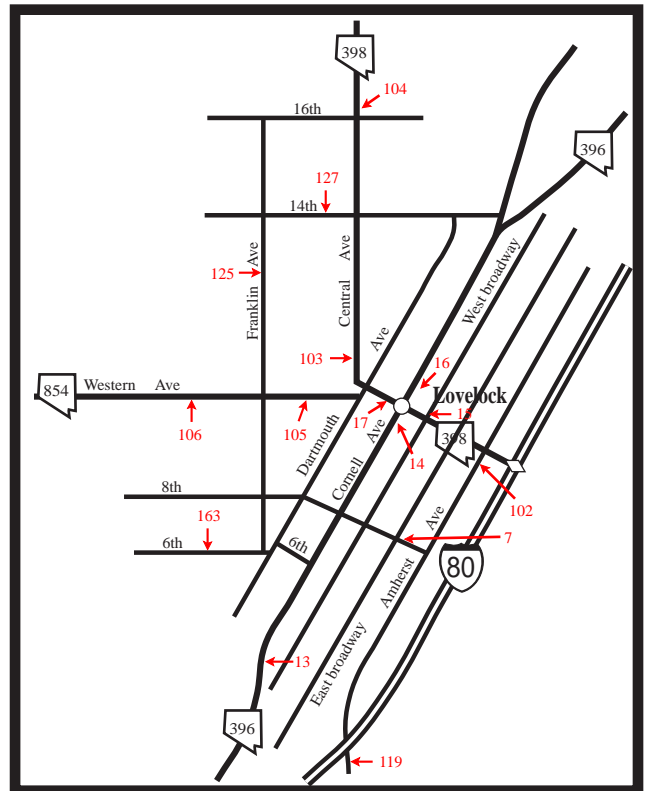 398
104
16th
396
127
14th
125
Franklin Ave
Central Ave
Ave
West broadway
103
16
854
Western Ave
Lovelock
17
15
106
105
14
398
Dartmouth
Cornell Ave
102
8th
163
7
6th
6th
Ave
Amherst
80
13
East broadway
396
119